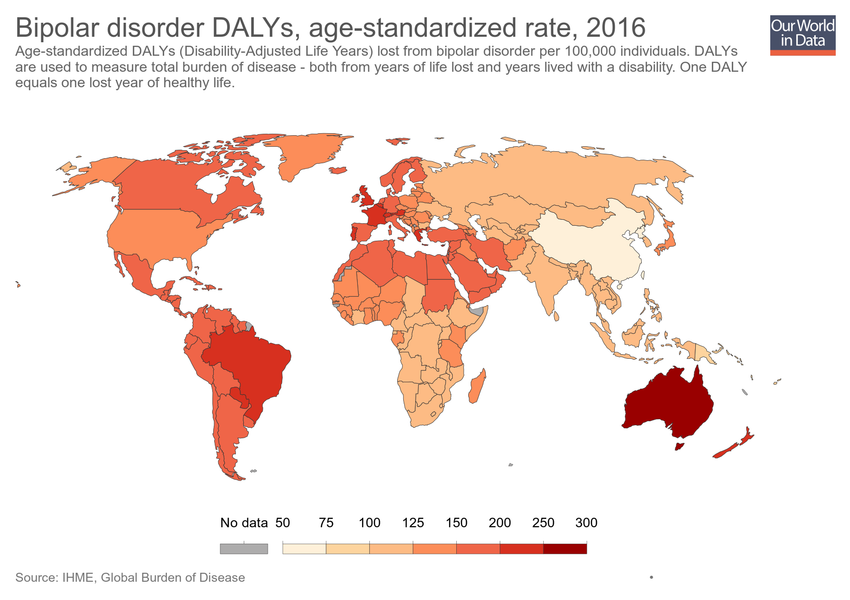 Bipolar disorder DALYs, age-standardized rate, 2016
Our World
in Data
Age-standardized DALYs (Disability-Adjusted Life Years) lost from bipolar disorder per 100,000 individuals. DALYs
are used to measure total burden of disease - both from years of life lost and years lived with a disability. One DALY
equals one lost year of healthy life.
No data 50 75 100 125 150 200 250 300
Source: IHME, Global Burden of Disease